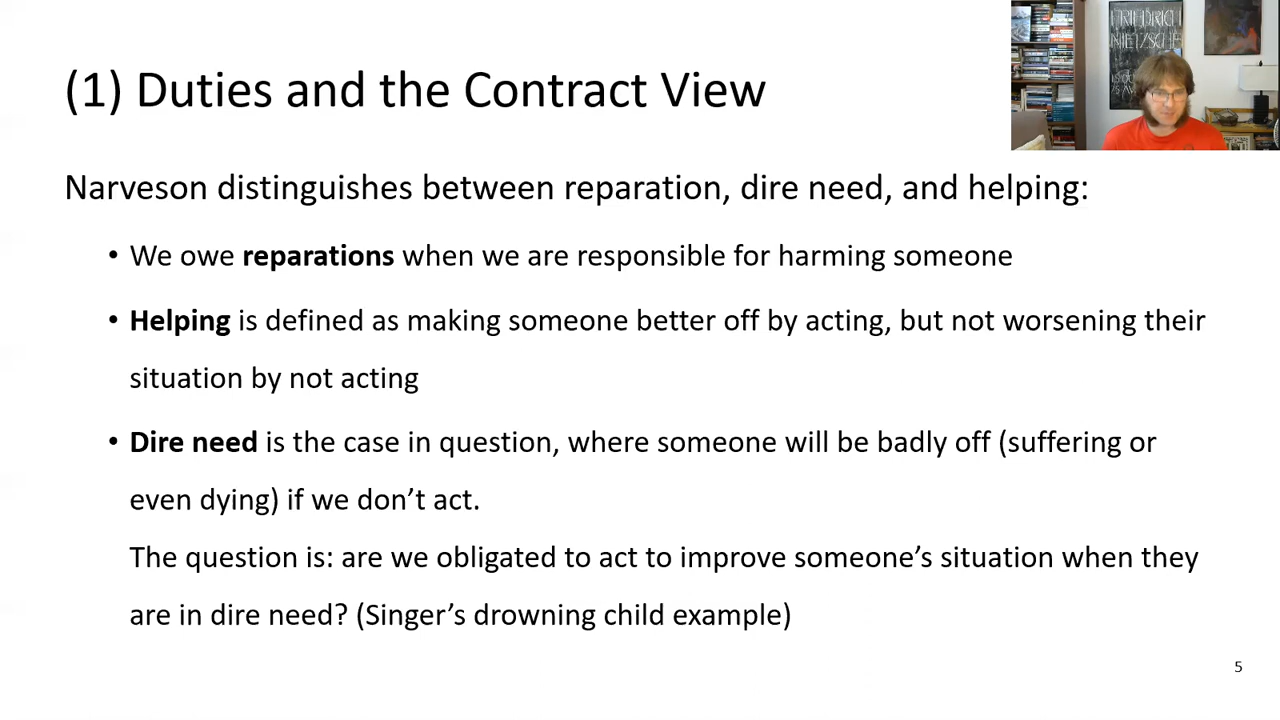 (1) Duties and the Contract View
FRIEDRICH
NIETZSCHE
Narveson distinguishes between reparation, dire need, and helping:
• We owe reparations when we are responsible for harming someone
• Helping is defined as making someone better off by acting, but not worsening their
situation by not acting
• Dire need is the case in question, where someone will be badly off (suffering or
even dying) if we don’t act.
The question is: are we obligated to act to improve someone’s situation when they
are in dire need? (Singer’s drowning child example)
5